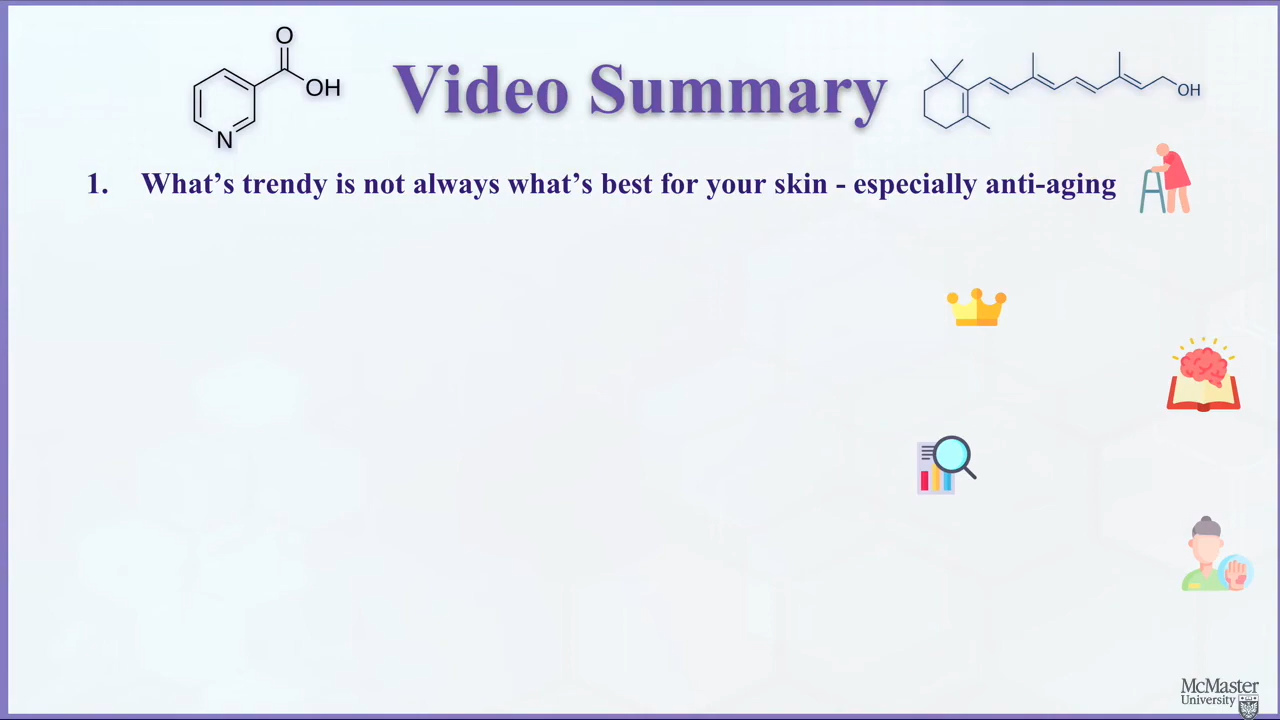 O
OH
N
Video Summary
OH
1. What's trendy is not always what's best for your skin - especially anti-aging
McMaster
University